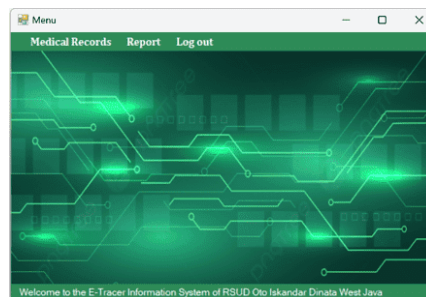 Menu
Medical Records Report Log out
Welcome to the E-Tracer Information System of RSUD Oto Iskandar Dinata West Java